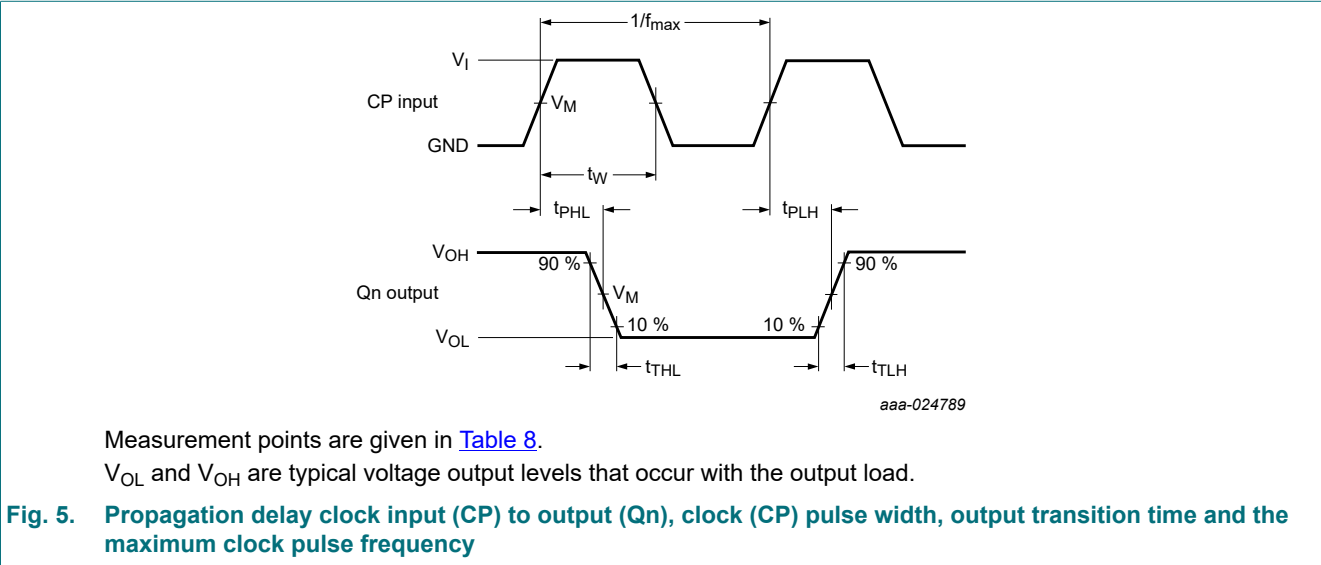 1/fmax
VI
CP input
VM
GND
tW
tPHL
tPLH
VOH
90 %
90 %
Qn output
VM
10 %
10 %
VOL
tTHL
tTLH
aaa-024789
Measurement points are given in Table 8.
VOL and VOH are typical voltage output levels that occur with the output load.
Fig. 5. Propagation delay clock input (CP) to output (Qn), clock (CP) pulse width, output transition time and the
maximum clock pulse frequency